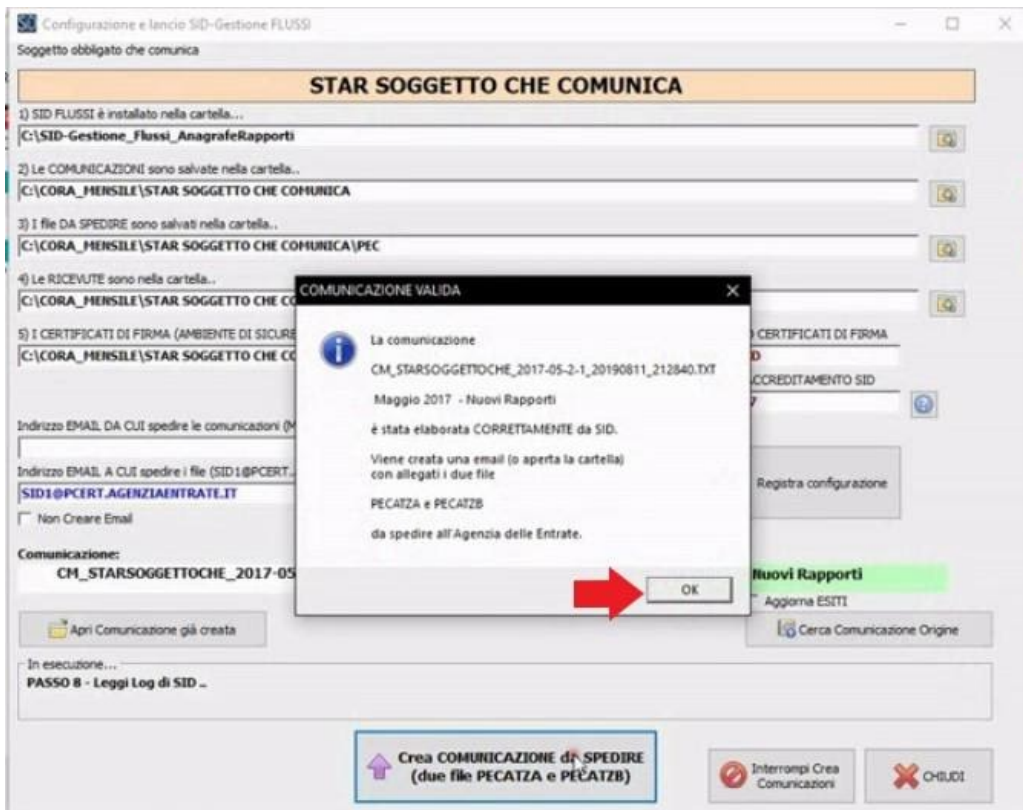 Configurazione e lancio SID-Gestione FLUSSI
Soggetto obbligato che comunica
STAR SOGGETTO CHE COMUNICA
1) SID FLUSSI è installato nella cartella...
C:\SID-Gestione_Flussi_AnagrafeRapporti
2) Le COMUNICAZIONI sono salvate nella cartella..
C:\CORA_MENSILE\STAR SOGGETTO CHE COMUNICA
3) I file DA SPEDIRE sono salvati nella cartella..
C:\CORA_MENSILE\STAR SOGGETTO CHE COMUNICA\PEC
4) Le RICEVUTE sono nella cartella..
C:\CORA_MENSILE\STAR SOGGETTO CHE CO
5) I CERTIFICATI DI FIRMA (AMBIENTE DI SICURE
CERTIFICATI DI FIRMA
C:\CORA_MENSILE\STAR SOGGETTO CHE CO
D
CCREDITAMENTO SID
7
Indirizzo EMAIL DA CUI spedire le comunicazioni (M
Indirizzo EMAIL A CUI spedire i file (SID1@PCERT..
SID1@PCERT.AGENZIAENTRATE.IT
Non Creare Email
Registra configurazione
COMUNICAZIONE VALIDA
La comunicazione
CM_STARSOGGETTOCHE_2017-05-2-1_20190811_212840.TXT
Maggio 2017 - Nuovi Rapporti
è stata elaborata CORRETTAMENTE da SID.
Viene creata una email (o aperta la cartella)
con allegati i due file
PECATZA e PECATZB
da spedire all'Agenzia delle Entrate.
OK
Comunicazione:
CM_STARSOGGETTOCHE_2017-05
Nuovi Rapporti
Aggiorna ESITI
Apri Comunicazione già creata
Cerca Comunicazione Origine
In esecuzione...
PASSO 8 - Leggi Log di SID ..
Crea COMUNICAZIONE da SPEDIRE
(due file PECATZA e PECATZB)
Interrompi Crea
Comunicazioni
CHIUDI